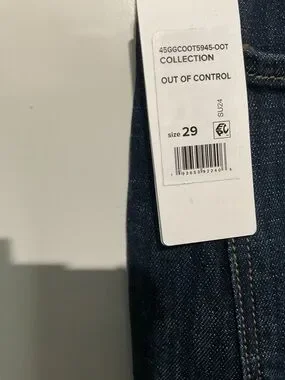 45GGCOOT5945-OOT
COLLECTION
OUT OF CONTROL
SU24
size 29